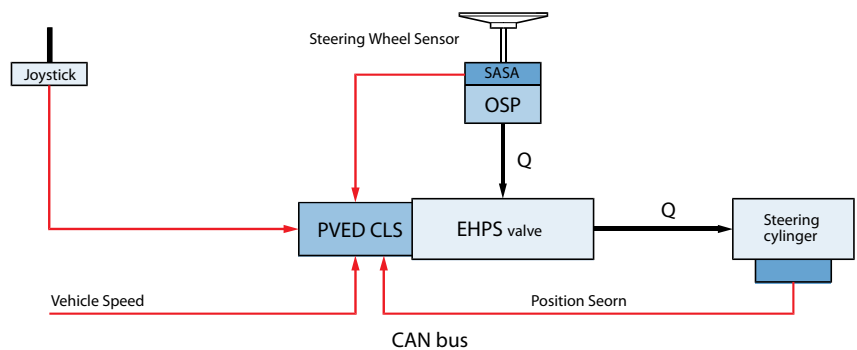 Steering Wheel Sensor
Joystick
SASA
OSP
Q
PVED CLS
EHPS valve
Q
Steering
cylinger
Vehicle Speed
Position Seorn
CAN bus